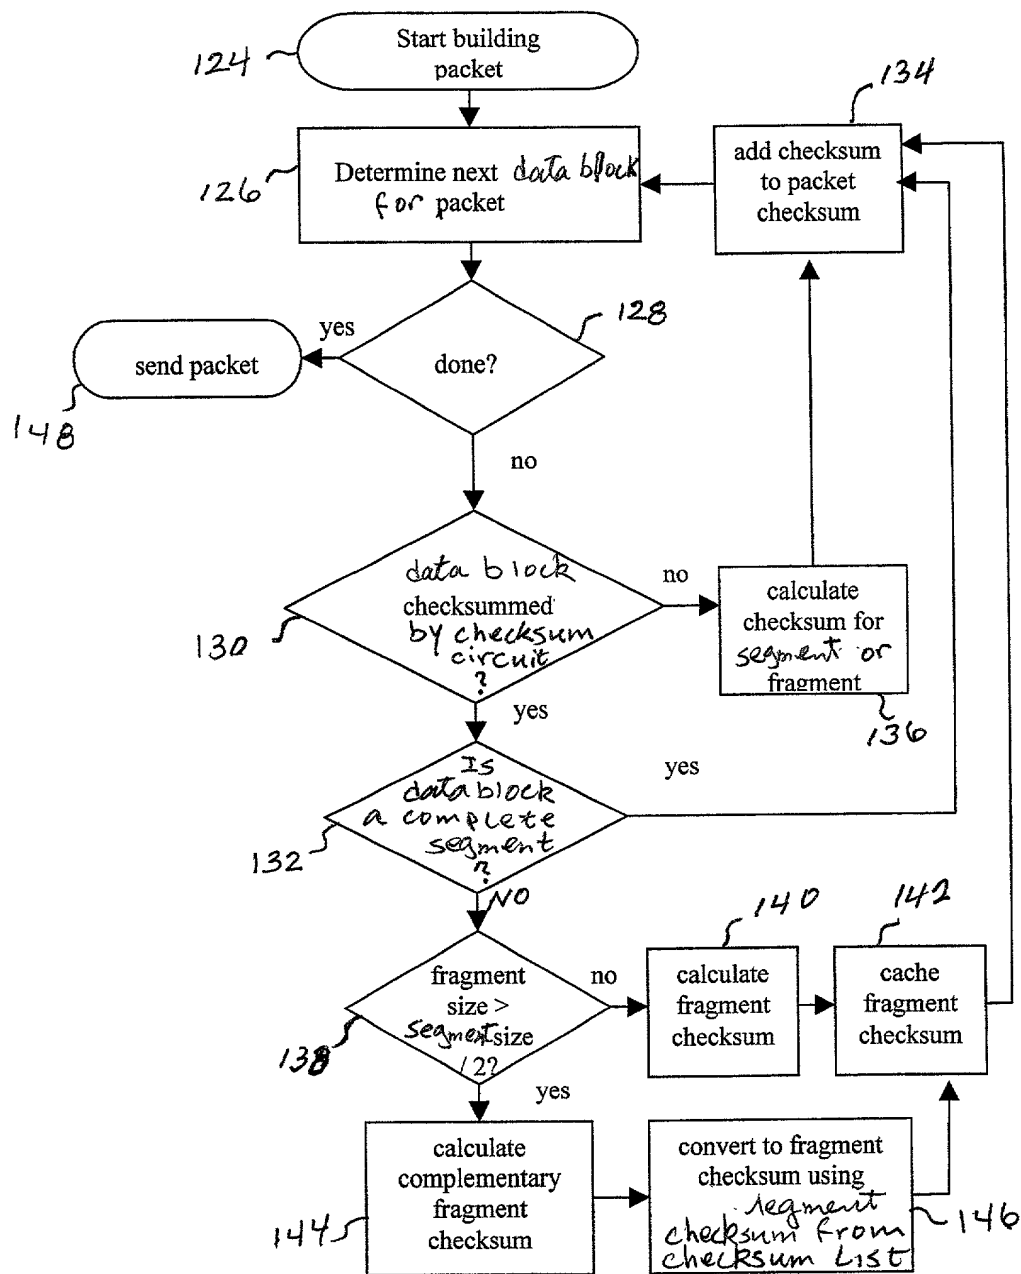 124
Start building
packet
134
126
Determine next data block
for packet
add checksum
to packet
checksum
128
yes
send packet
done?
148
no
data block
checksummed
by checksum
circuit
?
no
calculate
checksum for
segment or
fragment
130
yes
136
Is
data block
a complete
segment
?
yes
132
NO
140
142
fragment
size >
segment size
/2?
no
calculate
fragment
checksum
cache
fragment
checksum
138
yes
calculate
complementary
fragment
checksum
convert to fragment
checksum using
segment
checksum from
checksum List
144
146